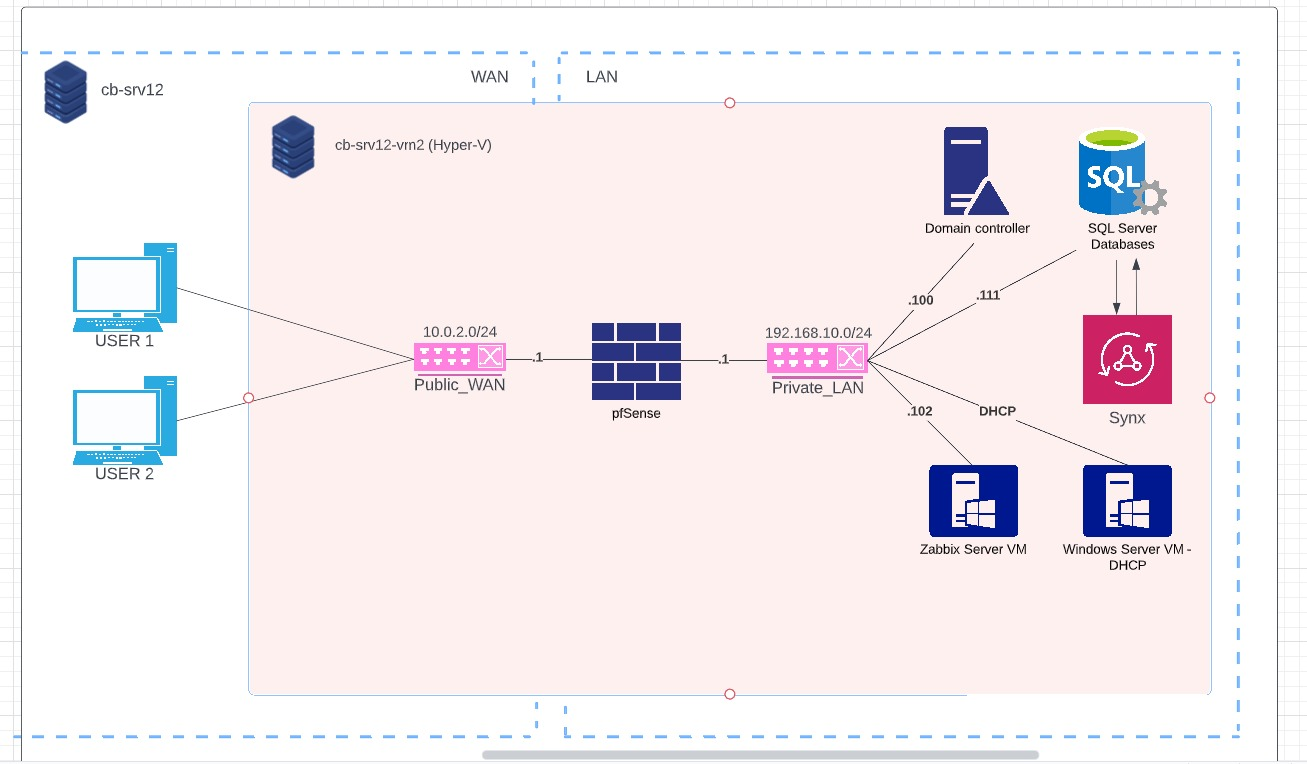 WAN
LAN
cb-srv12
cb-srv12-vrn2 (Hyper-V)
SQL
Domain controller
SQL Server
Databases
.100
.111
USER 1
10.0.2.0/24
192.168.10.0/24
.1
.1
Public_WAN
Private_LAN
pfSense
Synx
.102
DHCP
USER 2
Zabbix Server VM
Windows Server VM -
DHCP